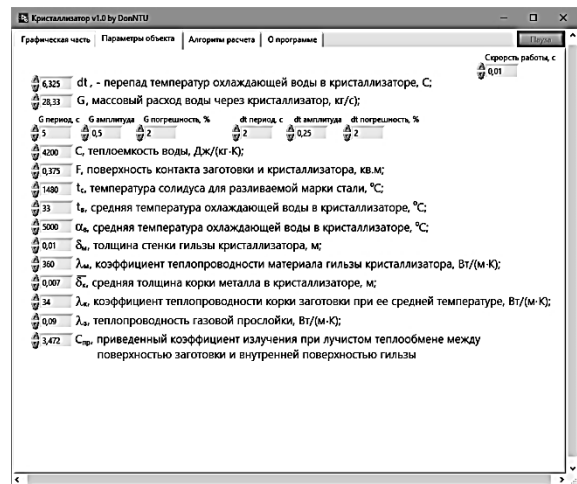 Кристаллизатор v1.0 by DonNTU
Графическая часть Параметры объекта Алгоритм расчета О программе Пауза
Скрорсть работы, с
0,01
6,325 dt , - перепад температур охлаждающей воды в кристаллизаторе, С;
28,33 G, массовый расход воды через кристаллизатор, кг/с);
G период, с G амплитуда G погрешность, % dt период, с dt амплитуда dt погрешность, %
5 0,5 2 2 0,25 2
4200 С, теплоемкость воды, Дж/(кг·К);
0,375 F, поверхность контакта заготовки и кристаллизатора, кв.м;
1480 tс, температура солидуса для разливаемой марки стали, °С;
33 tв, средняя температура охлаждающей воды в кристаллизаторе, °С;
5000 αв, средняя температура охлаждающей воды в кристаллизаторе, °С;
0,01 δм, толщина стенки гильзы кристаллизатора, м;
360 λм, коэффициент теплопроводности материала гильзы кристаллизатора, Вт/(м·К);
0,007 δк, средняя толщина корки металла в кристаллизаторе, м;
34 λк, коэффициент теплопроводности корки заготовки при ее средней температуре, Вт/(м·К);
0,09 λз, теплопроводность газовой прослойки, Вт/(м·К);
3,472 Спр, приведенный коэффициент излучения при лучистом теплообмене между
поверхностью заготовки и внутренней поверхностью гильзы